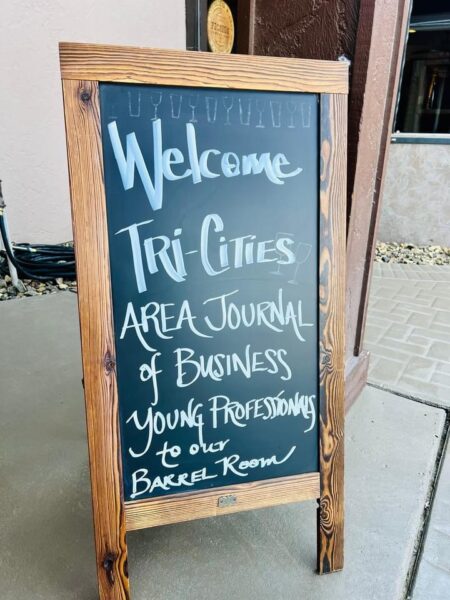 Welcome
TRI-CITIES
AREA JOURNAL
of BUSINESS
YOUNG PROFESSIONALS
to our
BARREL ROOM